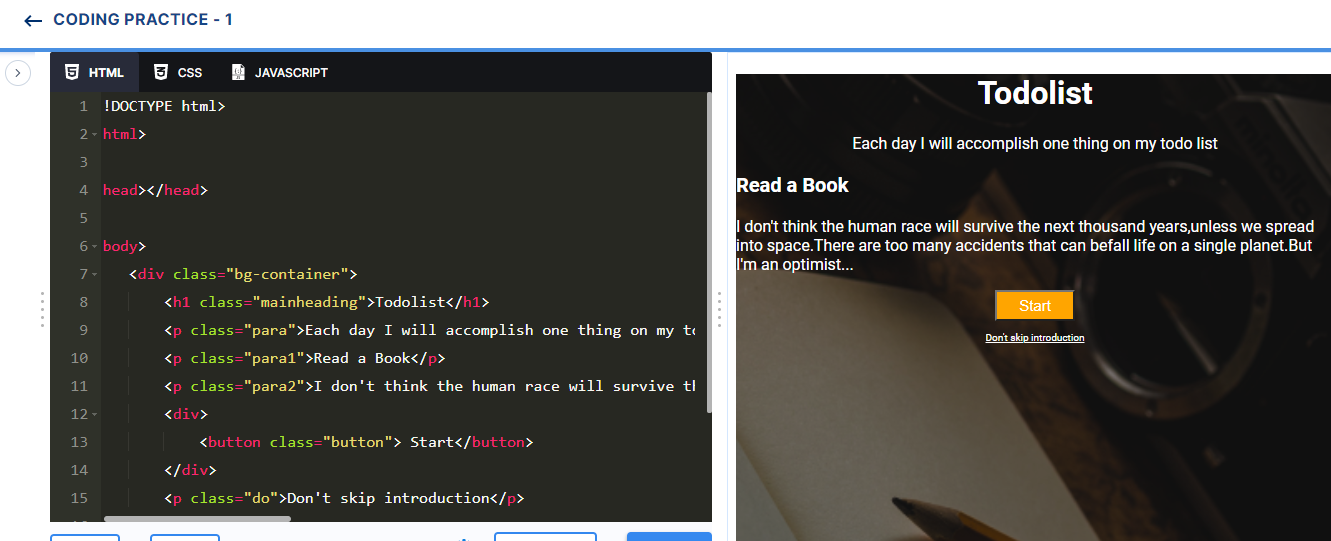 CODING PRACTICE - 1
HTML CSS JAVASCRIPT
1 !DOCTYPE html>
2 html>
3
4 head></head>
5
6 body>
7 <div class="bg-container">
8 <h1 class="mainheading">Todolist</h1>
9 <p class="para">Each day I will accomplish one thing on my to
10 <p class="para1">Read a Book</p>
11 <p class="para2">I don't think the human race will survive th
12 <div>
13 <button class="button"> Start</button>
14 </div>
15 <p class="do">Don't skip introduction</p>
Todolist
Each day I will accomplish one thing on my todo list
Read a Book
I don't think the human race will survive the next thousand years,unless we spread
into space.There are too many accidents that can befall life on a single planet.But
I'm an optimist...
Start
Don't skip introduction